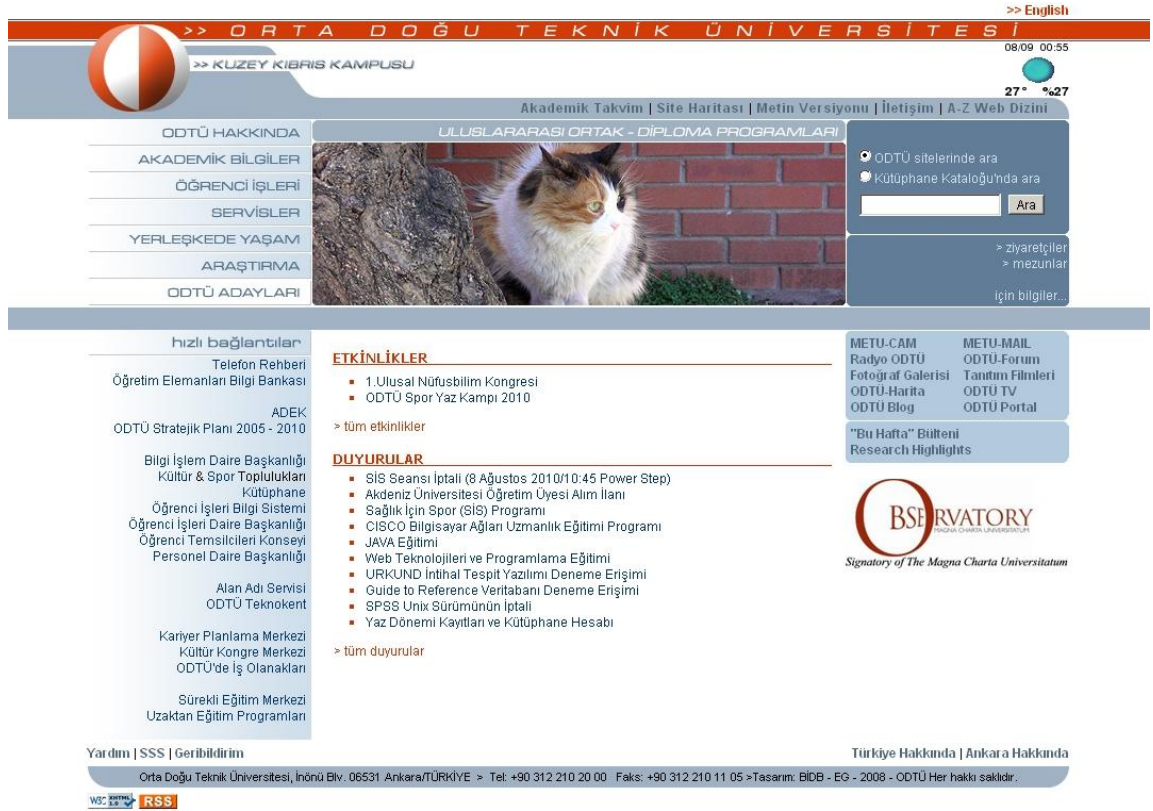 >> English
>> ORTA DOĞU TEKNİK ÜNİVERSİTESİ
08/09 00:55
>> KUZEY KIBRIS KAMPUSU
27° %27
Akademik Takvim | Site Haritası | Metin Versiyonu | İletişim | A-Z Web Dizini
ODTÜ HAKKINDA
AKADEMİK BİLGİLER
ÖĞRENCİ İŞLERİ
SERVİSLER
YERLEŞKEDE YAŞAM
ARAŞTIRMA
ODTÜ ADAYLARI
ULUSLARARASI ORTAK - DİPLOMA PROGRAMLARI
ODTÜ sitelerinde ara
Kütüphane Kataloğu'nda ara
Ara
> ziyaretçiler
> mezunlar
için bilgiler...
hızlı bağlantılar
Telefon Rehberi
Öğretim Elemanları Bilgi Bankası
ADEK
ODTÜ Stratejik Planı 2005 - 2010
Bilgi İşlem Daire Başkanlığı
Kültür & Spor Toplulukları
Kütüphane
Öğrenci İşleri Bilgi Sistemi
Öğrenci İşleri Daire Başkanlığı
Öğrenci Temsilcileri Konseyi
Personel Daire Başkanlığı
Alan Adı Servisi
ODTÜ Teknokent
Kariyer Planlama Merkezi
Kültür Kongre Merkezi
ODTÜ'de İş Olanakları
Sürekli Eğitim Merkezi
Uzaktan Eğitim Programları
ETKİNLİKLER
1.Ulusal Nüfusbilim Kongresi
ODTÜ Spor Yaz Kampı 2010
> tüm etkinlikler
DUYURULAR
SİS Seansı İptali (8 Ağustos 2010/10:45 Power Step)
Akdeniz Üniversitesi Öğretim Üyesi Alım İlanı
Sağlık İçin Spor (SİS) Programı
CISCO Bilgisayar Ağları Uzmanlık Eğitimi Programı
JAVA Eğitimi
Web Teknolojileri ve Programlama Eğitimi
URKUND İntihal Tespit Yazılımı Deneme Erişimi
Guide to Reference Veritabanı Deneme Erişimi
SPSS Unix Sürümünün İptali
Yaz Dönemi Kayıtları ve Kütüphane Hesabı
> tüm duyurular
METU-CAM METU-MAIL
Radyo ODTÜ ODTÜ-Forum
Fotoğraf Galerisi Tanıtım Filmleri
ODTÜ-Harita ODTÜ TV
ODTÜ Blog ODTÜ Portal
"Bu Hafta" Bülteni
Research Highlights
OBSERVATORY
MAGNA CHARTA UNIVERSITATUM
Signatory of The Magna Charta Universitatum
Yardım | SSS | Geribildirim
Türkiye Hakkında | Ankara Hakkında
Orta Doğu Teknik Üniversitesi, İnönü Blv. 06531 Ankara/TÜRKİYE > Tel: +90 312 210 20 00 Faks: +90 312 210 11 05 >Tasarım: BİDB - EG - 2008 - ODTÜ Her hakkı saklıdır.
W3C XHTML 1.0 RSS